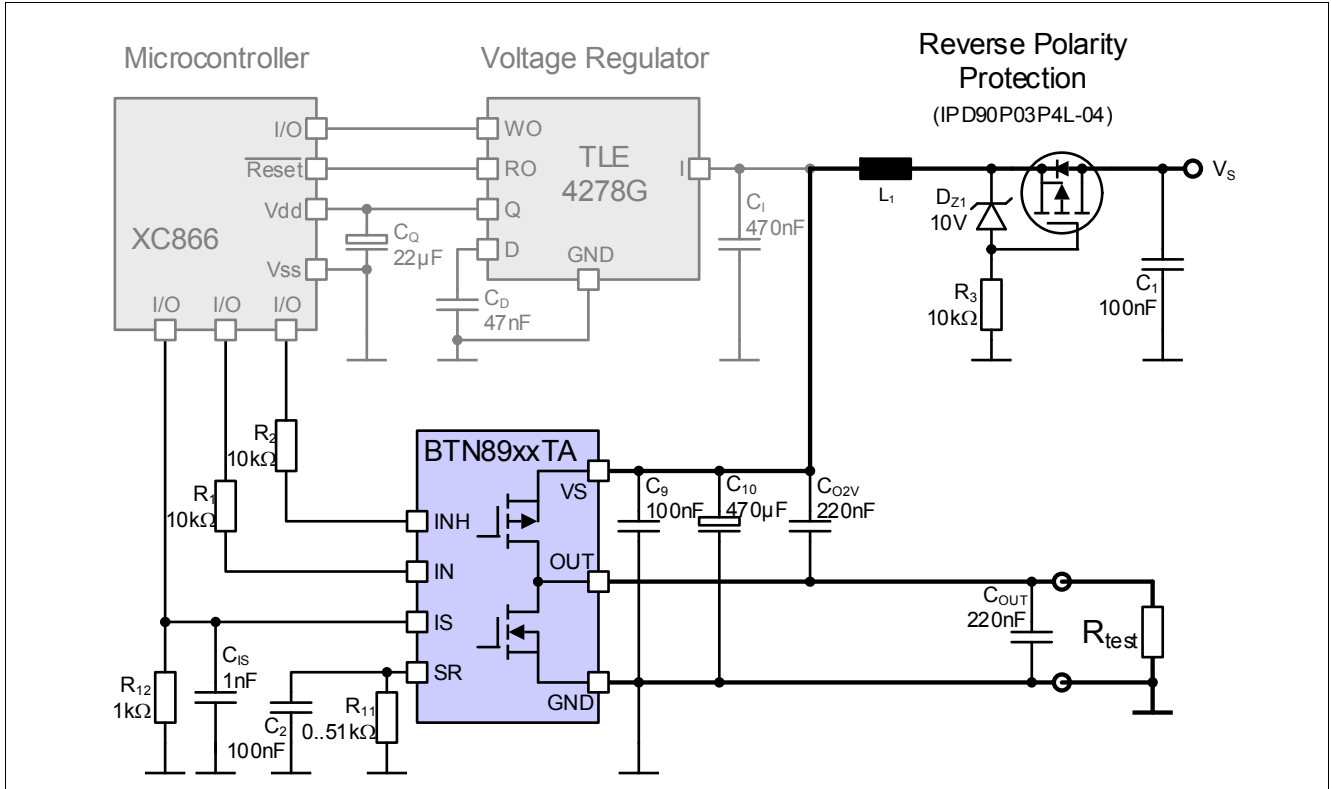 Microcontroller
Voltage Regulator
Reverse Polarity
Protection
(IPD90P03P4L-04)
I/O
Reset
Vdd
Vss
XC866
I/O
I/O
I/O
CQ
22µF
WO
RO
Q
D
TLE
4278G
I
GND
CD
47nF
CI
470nF
L1
DZ1
10V
R3
10kΩ
VS
C1
100nF
R2
10kΩ
R1
10kΩ
BTN89xxTA
VS
INH
IN
IS
SR
OUT
GND
C9
100nF
C10
470µF
CO2V
220nF
COUT
220nF
Rtest
R12
1kΩ
CIS
1nF
C2
100nF
R11
0..51kΩ